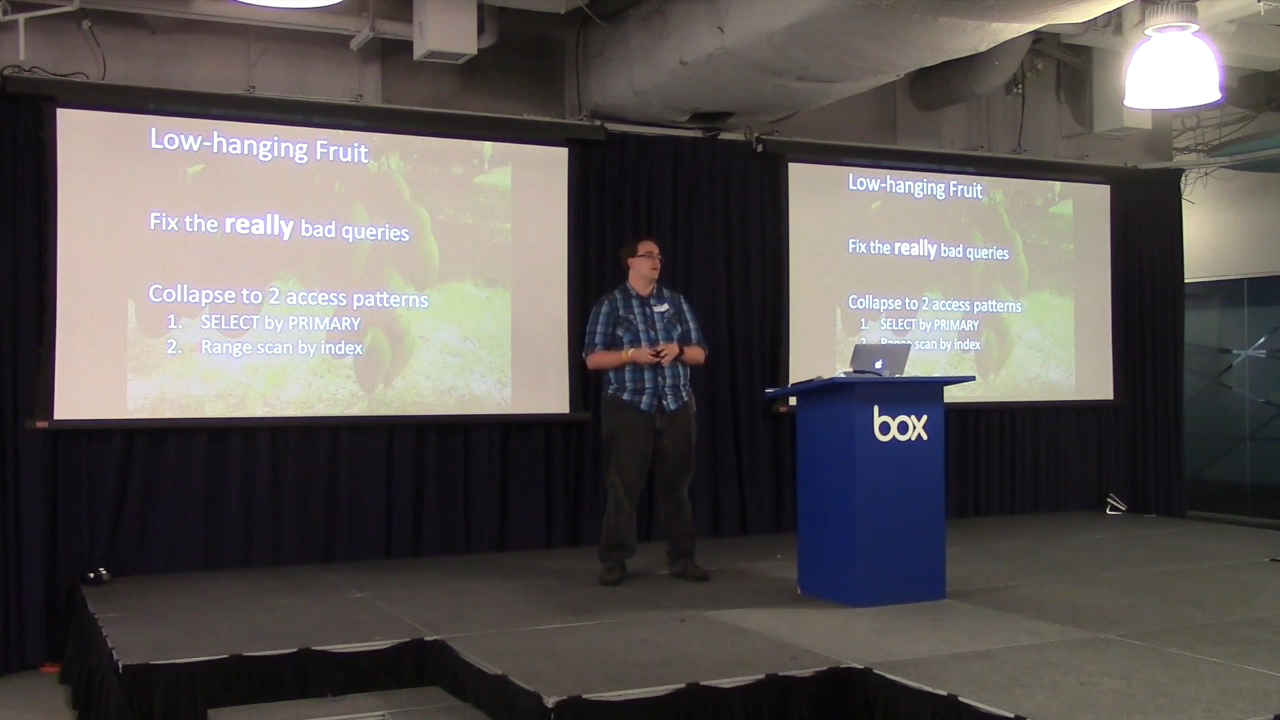 Low-hanging Fruit
Fix the really bad queries
Collapse to 2 access patterns
1. SELECT by PRIMARY
2. Range scan by index
Low-hanging Fruit
Fix the really bad queries
Collapse to 2 access patterns
1. SELECT by PRIMARY
2. Range scan by index
box